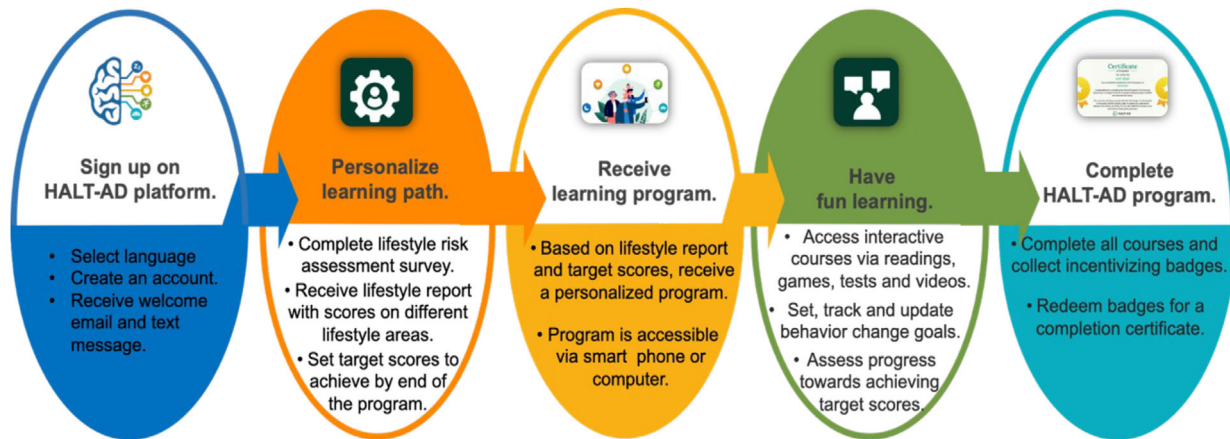 Sign up on
HALT-AD platform.
• Select language
• Create an account.
• Receive welcome
email and text
message.
Personalize
learning path.
• Complete lifestyle risk
assessment survey.
• Receive lifestyle report
with scores on different
lifestyle areas.
• Set target scores to
achieve by end of
the program.
Receive
learning program.
• Based on lifestyle report
and target scores, receive
a personalized program.
• Program is accessible
via smart phone or
computer.
Have
fun learning.
• Access interactive
courses via readings,
games, tests and videos.
• Set, track and update
behavior change goals.
• Assess progress
towards achieving
target scores.
Certificate
Complete
HALT-AD program.
• Complete all courses and
collect incentivizing badges.
• Redeem badges for a
completion certificate.